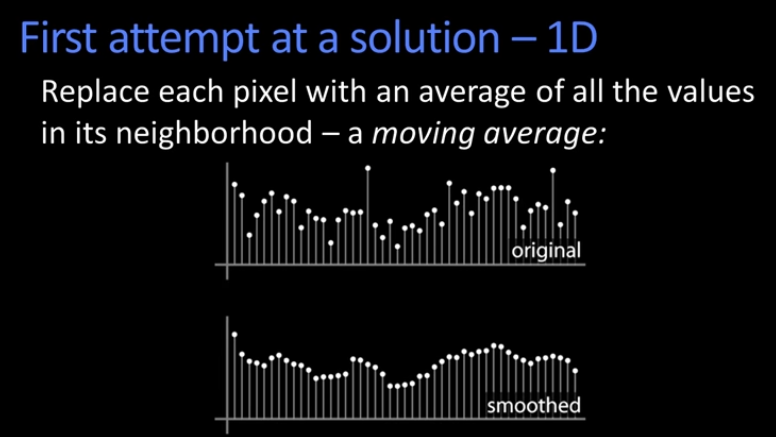 First attempt at a solution – 1D
Replace each pixel with an average of all the values
in its neighborhood – a moving average:
original
smoothed